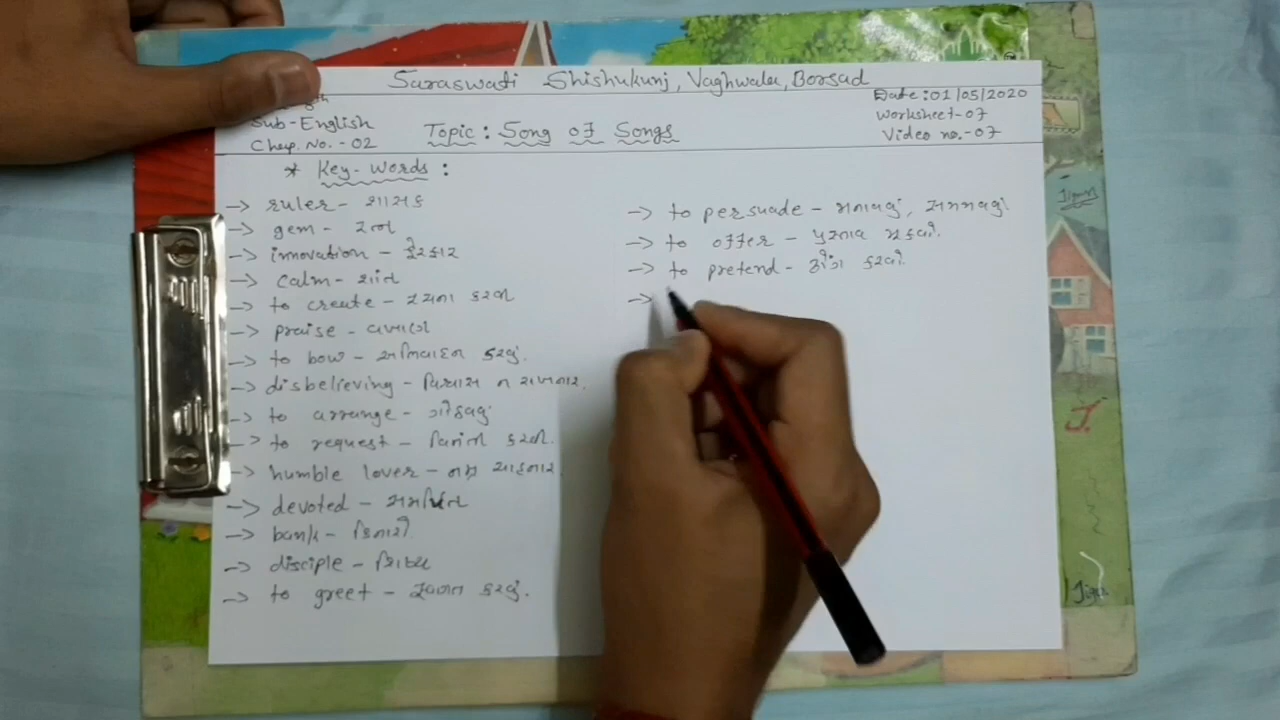 Saraswati Shishukunj, Vaghwala, Borsad
Sub-English
Chep. No. - 02
Topic : Song of Songs
Date : 01/05/2020
Worksheet-07
Video no.-07
* Key-Words :
-> ruler - શાસક
-> gem - રત્ન
-> innovation - ફેરફાર
-> calm - શાંત
-> to create - રચના કરવી
-> praise - વખાણ
-> to bow - અભિવાદન કરવું.
-> disbelieving - વિશ્વાસ ન રાખનાર.
-> to arrange - ગોઠવવું
-> to request - વિનંતી કરવી.
-> humble lover - નમ્ર ચાહનાર.
-> devoted - સમર્પિત
-> bank - કિનારો.
-> disciple - શિષ્ય
-> to greet - સ્વાગત કરવું.
-> to persuade - મનાવવું, સમજાવવું
-> to offer - પ્રસ્તાવ મૂકવો.
-> to pretend - ઢોંગ કરવો.
->